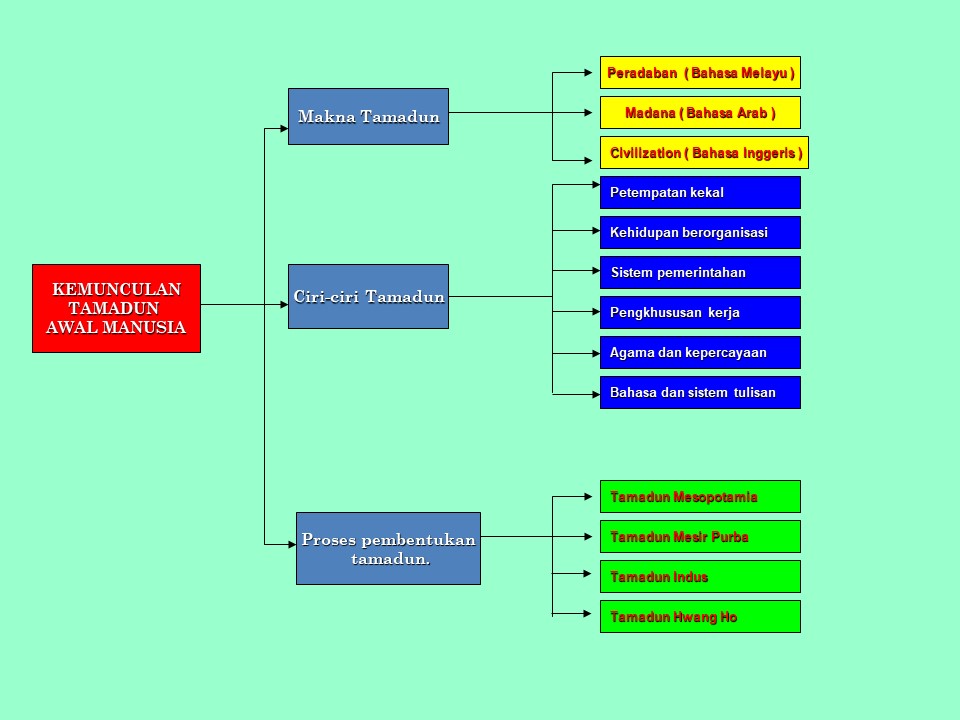 KEMUNCULAN
TAMADUN
AWAL MANUSIA
Makna Tamadun
Peradaban ( Bahasa Melayu )
Madana ( Bahasa Arab )
Civilization ( Bahasa Inggeris )
Ciri-ciri Tamadun
Petempatan kekal
Kehidupan berorganisasi
Sistem pemerintahan
Pengkhususan kerja
Agama dan kepercayaan
Bahasa dan sistem tulisan
Proses pembentukan
tamadun.
Tamadun Mesopotamia
Tamadun Mesir Purba
Tamadun Indus
Tamadun Hwang Ho